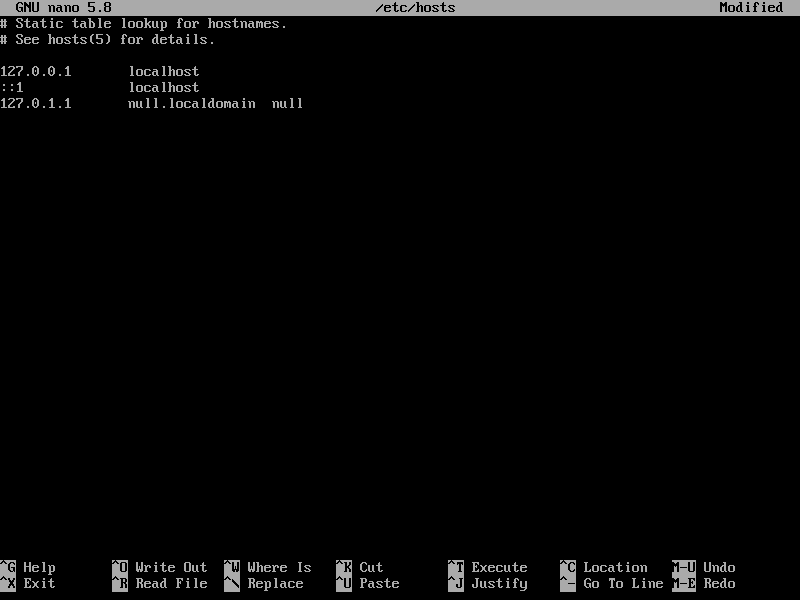 GNU nano 5.8 /etc/hosts Modified
# Static table lookup for hostnames.
# See hosts(5) for details.
127.0.0.1 localhost
::1 localhost
127.0.1.1 null.localdomain null
^G Help ^O Write Out ^W Where Is ^K Cut ^T Execute ^C Location M-U Undo
^X Exit ^R Read File ^\ Replace ^U Paste ^J Justify ^_ Go To Line M-E Redo